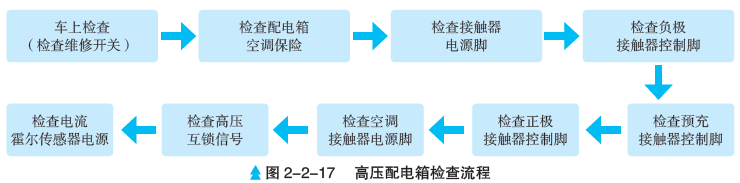 车上检查
（检查维修开关）
检查配电箱
空调保险
检查接触器
电源脚
检查负极
接触器控制脚
检查预充
接触器控制脚
检查正极
接触器控制脚
检查空调
接触器电源脚
检查高压
互锁信号
检查电流
霍尔传感器电源
图 2-2-17 高压配电箱检查流程